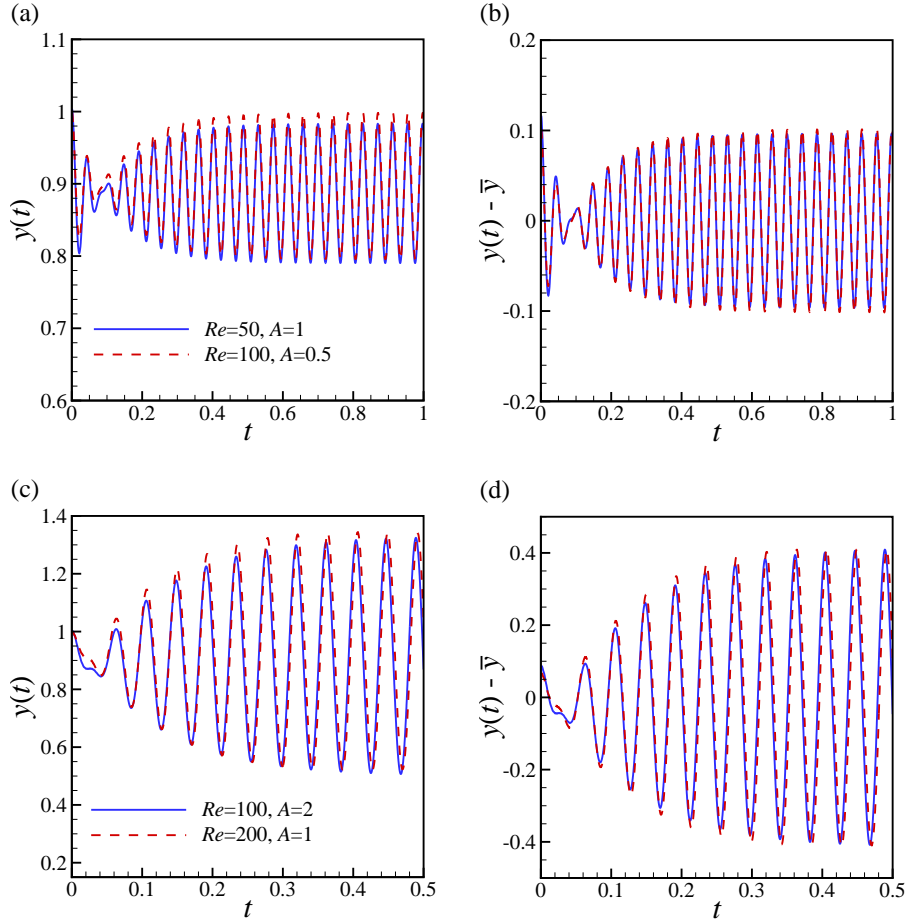 (a)
1.1
1
0.9
0.8
0.7
0.6
y(t)
Re=50, A=1
Re=100, A=0.5
0 0.2 0.4 0.6 0.8 1
t
(b)
0.2
0.1
0
-0.1
-0.2
y(t) - y̅
0 0.2 0.4 0.6 0.8 1
t
(c)
1.4
1.2
1
0.8
0.6
0.4
0.2
y(t)
Re=100, A=2
Re=200, A=1
0 0.1 0.2 0.3 0.4 0.5
t
(d)
0.4
0.2
0
-0.2
-0.4
y(t) - y̅
0 0.1 0.2 0.3 0.4 0.5
t